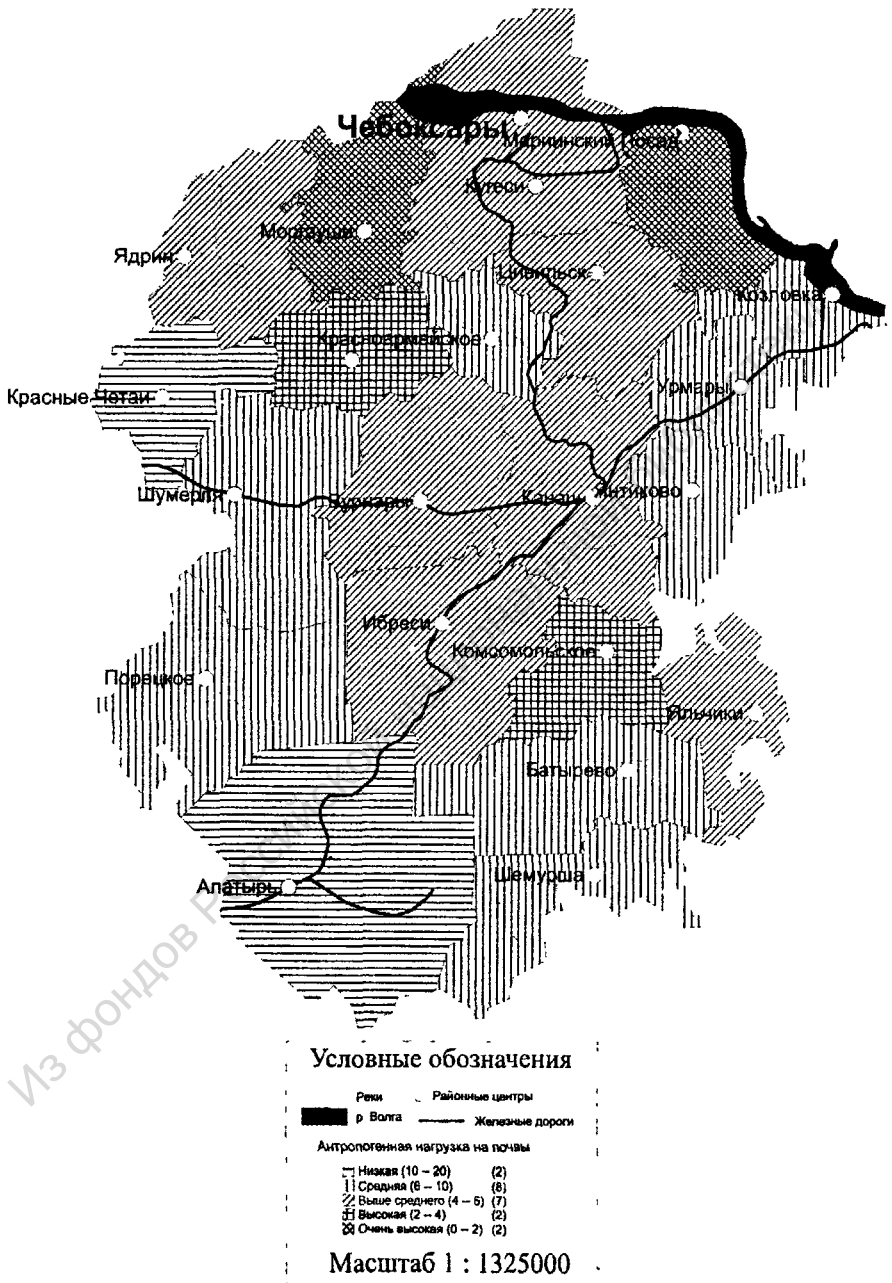 Чебоксары
Мариинский Посад
Кугеси
Моргауши
Ядрин
Цивильск
Козловка
Красноармейское
Урмары
Красные Четаи
Шумерля
Вурнары
Канаш
Янтиково
Ибреси
Комсомольское
Порецкое
Яльчики
Батырево
Шемурша
Алатырь
Из фондов Российской
Условные обозначения
Реки
Районные центры
р Волга
Железные дороги
Антропогенная нагрузка на почвы
Низкая (10 – 20) (2)
Средняя (6 – 10) (8)
Выше среднего (4 – 6) (7)
Высокая (2 – 4) (2)
Очень высокая (0 – 2) (2)
Масштаб 1 : 1325000